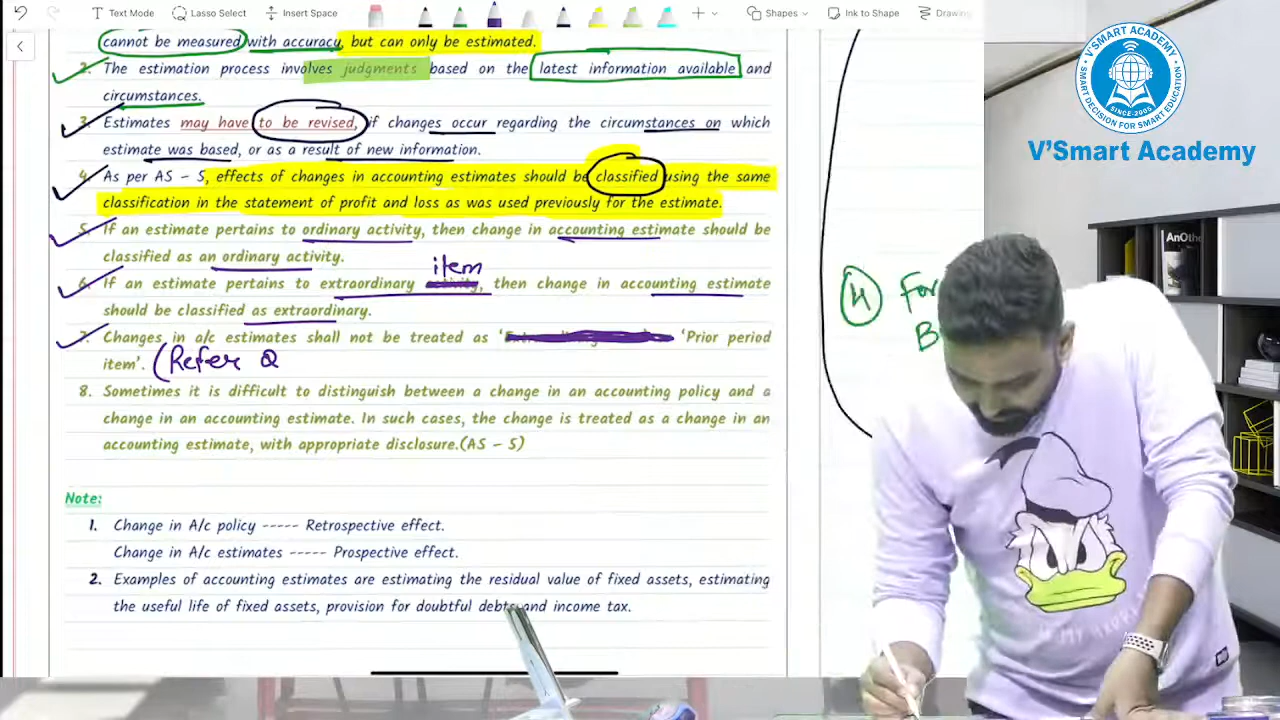 Text Mode Lasso Select Insert Space Shapes Ink to Shape Drawing
cannot be measured with accuracy, but can only be estimated.
2. The estimation process involves judgments based on the latest information available and
circumstances.
3. Estimates may have to be revised, if changes occur regarding the circumstances on which
estimate was based, or as a result of new information.
4. As per AS - 5, effects of changes in accounting estimates should be classified using the same
classification in the statement of profit and loss as was used previously for the estimate.
5. If an estimate pertains to ordinary activity, then change in accounting estimate should be
classified as an ordinary activity.
item
6. If an estimate pertains to extraordinary activity, then change in accounting estimate
should be classified as extraordinary.
7. Changes in a/c estimates shall not be treated as ' 'Prior period
item'. (Refer Q
8. Sometimes it is difficult to distinguish between a change in an accounting policy and a
change in an accounting estimate. In such cases, the change is treated as a change in an
accounting estimate, with appropriate disclosure.(AS - 5)
Note:
1. Change in A/c policy ----- Retrospective effect.
Change in A/c estimates ----- Prospective effect.
2. Examples of accounting estimates are estimating the residual value of fixed assets, estimating
the useful life of fixed assets, provision for doubtful debts and income tax.
4 For
B
V'SMART ACADEMY
SMART DECISION FOR SMART EDUCATION
SINCE-2005
V'Smart Academy
AnOthe